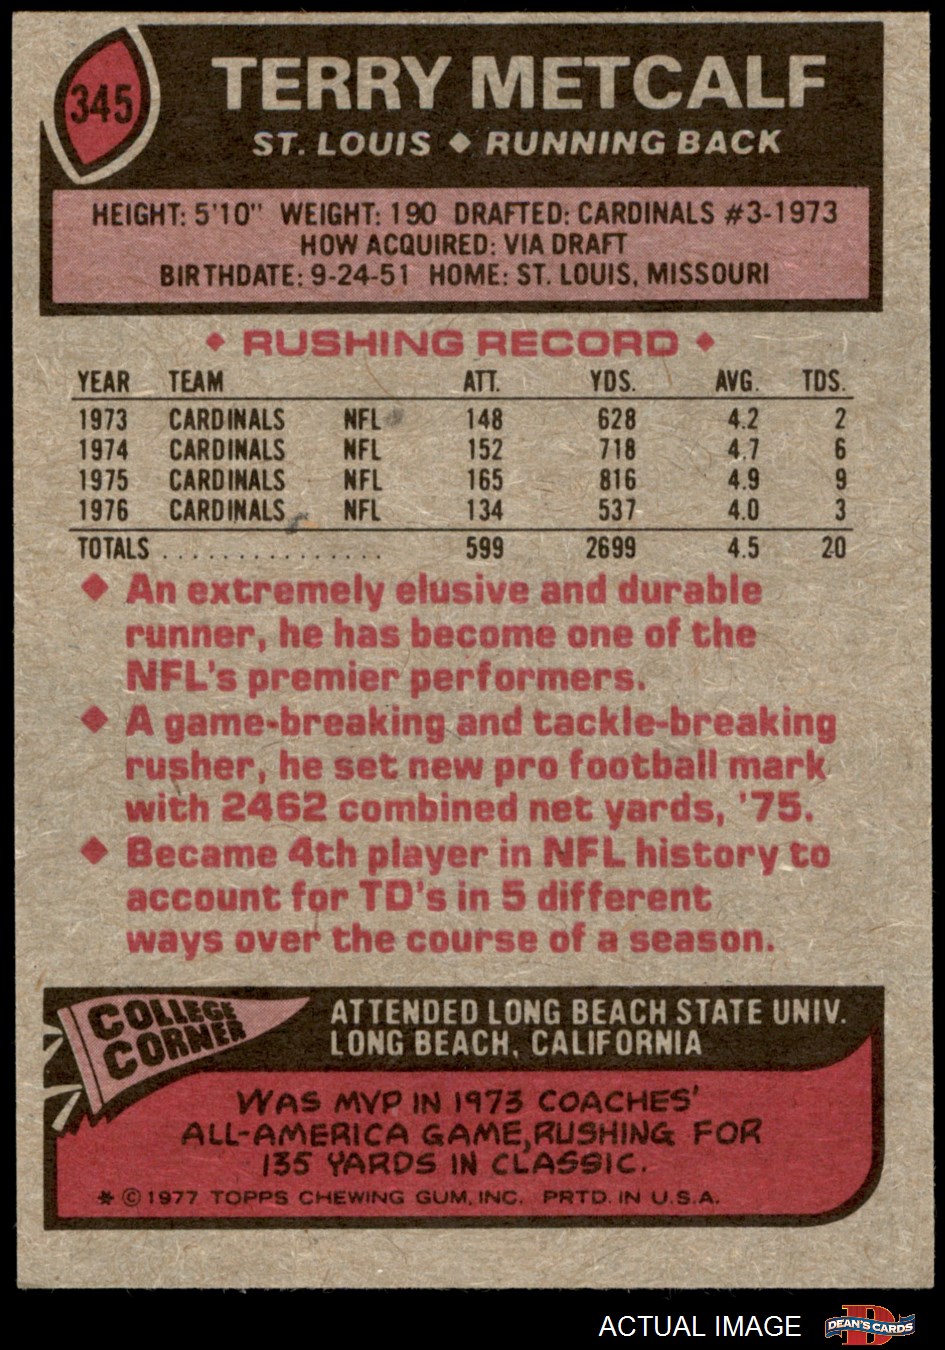 345
TERRY METCALF
ST. LOUIS ◆ RUNNING BACK
HEIGHT: 5'10" WEIGHT: 190 DRAFTED: CARDINALS #3-1973
HOW ACQUIRED: VIA DRAFT
BIRTHDATE: 9-24-51 HOME: ST. LOUIS, MISSOURI
◆ RUSHING RECORD ◆
YEAR TEAM ATT. YDS. AVG. TDS.
1973 CARDINALS NFL 148 628 4.2 2
1974 CARDINALS NFL 152 718 4.7 6
1975 CARDINALS NFL 165 816 4.9 9
1976 CARDINALS NFL 134 537 4.0 3
TOTALS ................ 599 2699 4.5 20
◆ An extremely elusive and durable
runner, he has become one of the
NFL's premier performers.
◆ A game-breaking and tackle-breaking
rusher, he set new pro football mark
with 2462 combined net yards, '75.
◆ Became 4th player in NFL history to
account for TD's in 5 different
ways over the course of a season.
COLLEGE
CORNER
ATTENDED LONG BEACH STATE UNIV.
LONG BEACH, CALIFORNIA
WAS MVP IN 1973 COACHES'
ALL-AMERICA GAME, RUSHING FOR
135 YARDS IN CLASSIC.
* © 1977 TOPPS CHEWING GUM, INC. PRTD. IN U.S.A.
ACTUAL IMAGE
D
DEAN'S CARDS